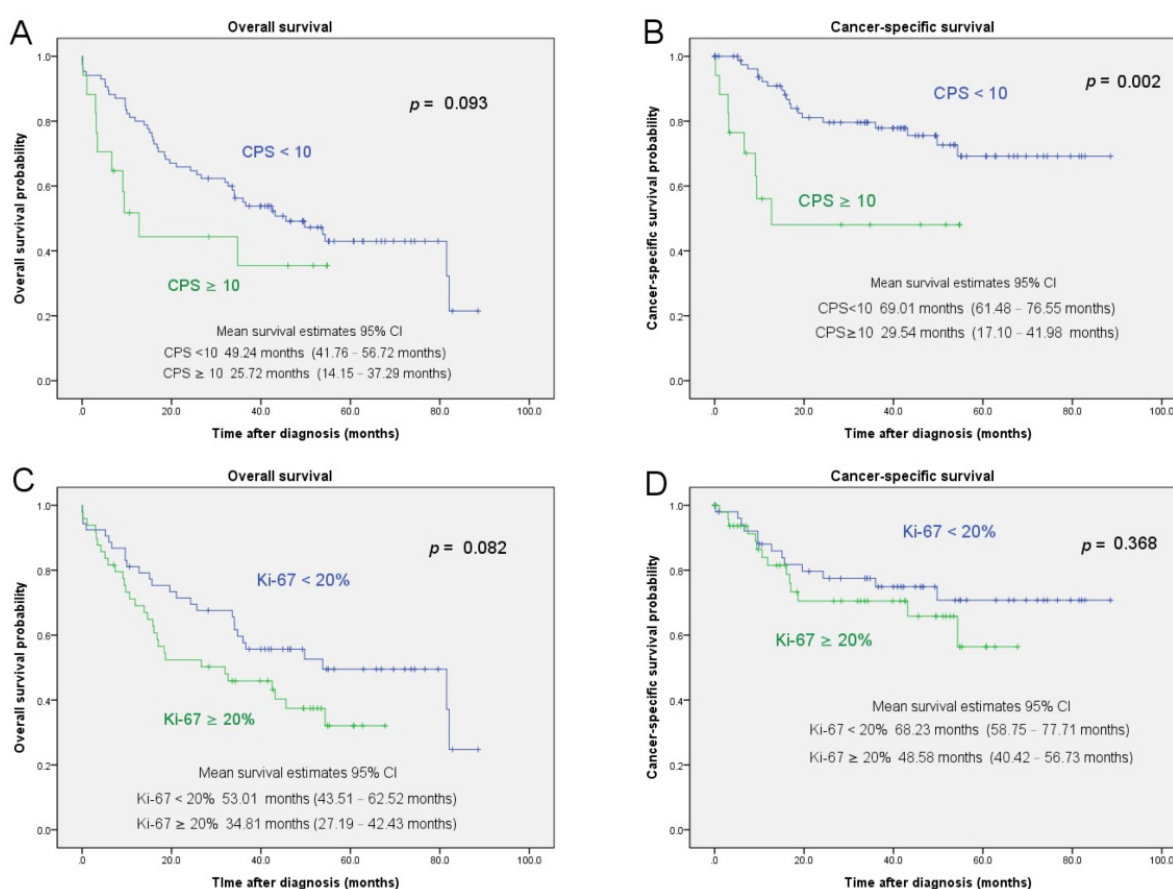 A
Overall survival
Overall survival probability
1.0
0.8
0.6
0.4
0.2
0.0
p = 0.093
CPS < 10
CPS ≥ 10
Mean survival estimates 95% CI
CPS <10 49.24 months (41.76 - 56.72 months)
CPS ≥ 10 25.72 months (14.15 - 37.29 months)
.0 20.0 40.0 60.0 80.0 100.0
Time after diagnosis (months)
B
Cancer-specific survival
Cancer-specific survival probability
1.0
0.8
0.6
0.4
0.2
0.0
p = 0.002
CPS < 10
CPS ≥ 10
Mean survival estimates 95% CI
CPS<10 69.01 months (61.48 - 76.55 months)
CPS≥10 29.54 months (17.10 - 41.98 months)
.0 20.0 40.0 60.0 80.0 100.0
Time after diagnosis (months)
C
Overall survival
Overall survival probability
1.0
0.8
0.6
0.4
0.2
0.0
p = 0.082
Ki-67 < 20%
Ki-67 ≥ 20%
Mean survival estimates 95% CI
Ki-67 < 20% 53.01 months (43.51 - 62.52 months)
Ki-67 ≥ 20% 34.81 months (27.19 - 42.43 months)
.0 20.0 40.0 60.0 80.0 100.0
TIme after diagnosis (months)
D
Cancer-specific survival
Cancer-specific survival probability
1.0
0.8
0.6
0.4
0.2
0.0
Ki-67 < 20%
p = 0.368
Ki-67 ≥ 20%
Mean survival estimates 95% CI
Ki-67 < 20% 68.23 months (58.75 - 77.71 months)
Ki-67 ≥ 20% 48.58 months (40.42 - 56.73 months)
.0 20.0 40.0 60.0 80.0 100.0
Time after diagnosis (months)